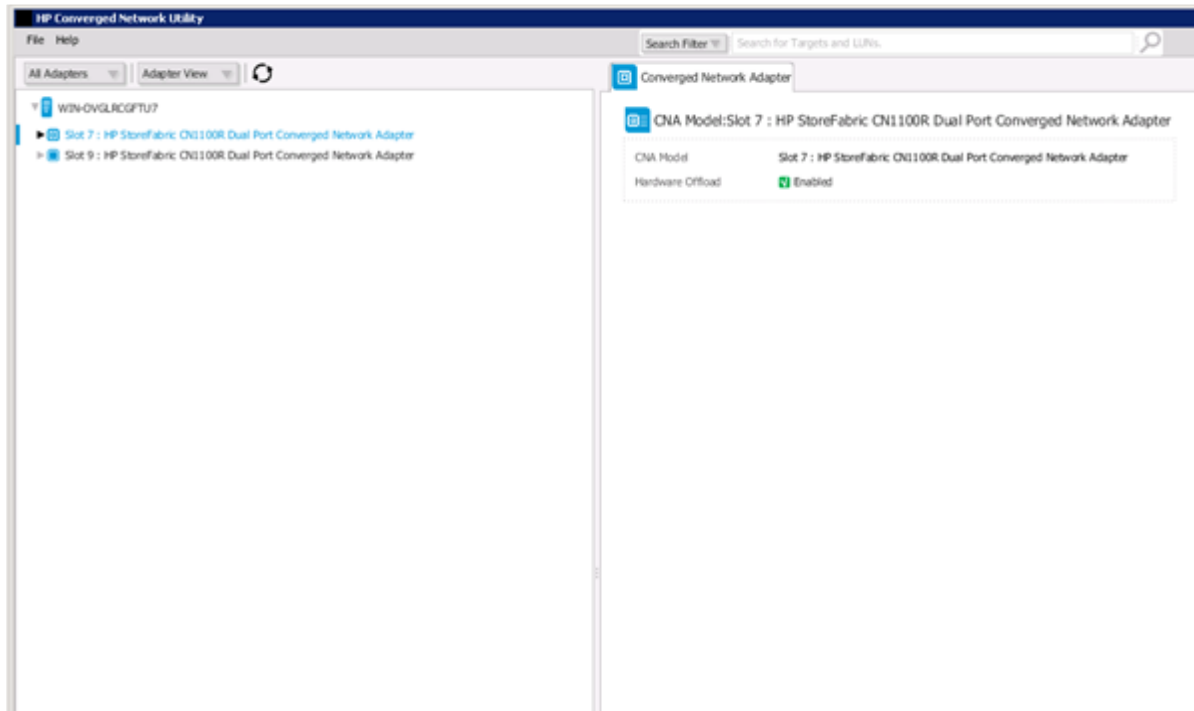 HP Converged Network Utility
File Help
Search Filter Search for Targets and LUNs.
All Adapters Adapter View
Converged Network Adapter
WIN-OVGLRCGFTU7
Slot 7 : HP StoreFabric CN1100R Dual Port Converged Network Adapter
Slot 9 : HP StoreFabric CN1100R Dual Port Converged Network Adapter
CNA Model:Slot 7 : HP StoreFabric CN1100R Dual Port Converged Network Adapter
CNA Model Slot 7 : HP StoreFabric CN1100R Dual Port Converged Network Adapter
Hardware Offload Enabled